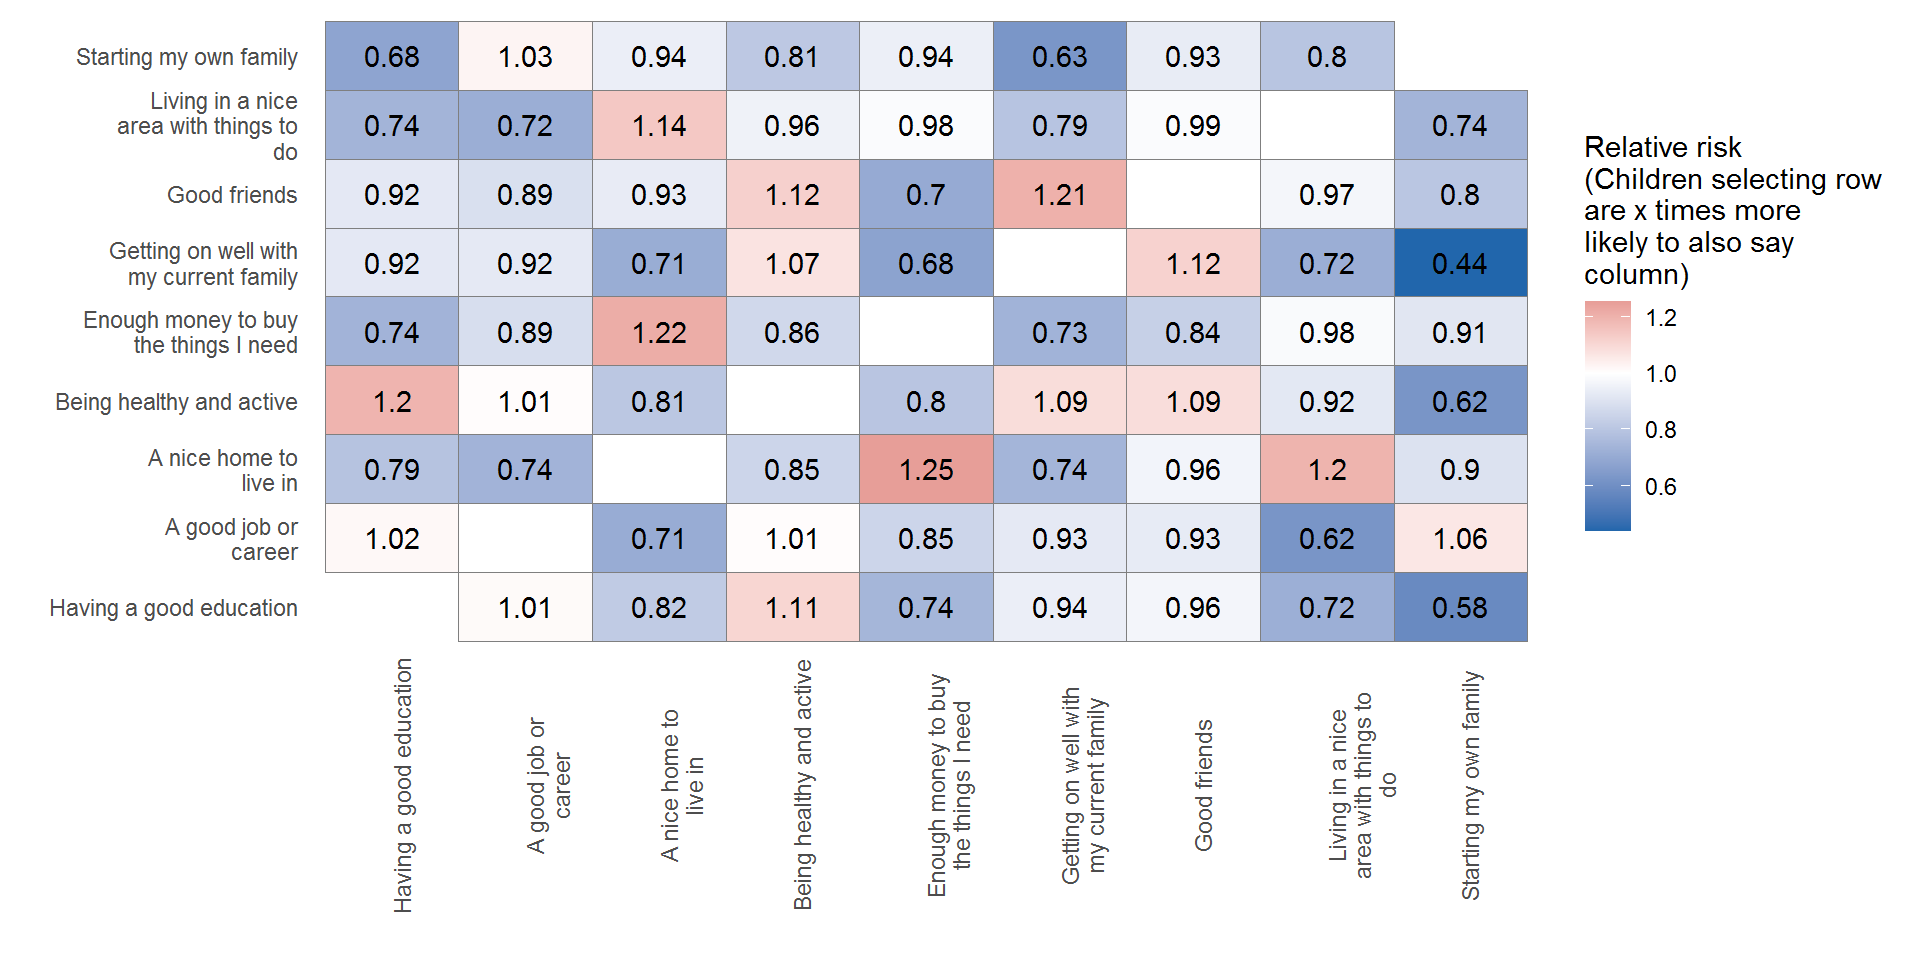 Starting my own family
0.68 1.03 0.94 0.81 0.94 0.63 0.93 0.8
Living in a nice
area with things to
do
0.74 0.72 1.14 0.96 0.98 0.79 0.99 0.74
Good friends
0.92 0.89 0.93 1.12 0.7 1.21 0.97 0.8
Getting on well with
my current family
0.92 0.92 0.71 1.07 0.68 1.12 0.72 0.44
Enough money to buy
the things I need
0.74 0.89 1.22 0.86 0.73 0.84 0.98 0.91
Being healthy and active
1.2 1.01 0.81 0.8 1.09 1.09 0.92 0.62
A nice home to
live in
0.79 0.74 0.85 1.25 0.74 0.96 1.2 0.9
A good job or
career
1.02 0.71 1.01 0.85 0.93 0.93 0.62 1.06
Having a good education
1.01 0.82 1.11 0.74 0.94 0.96 0.72 0.58
Having a good education
A good job or
career
A nice home to
live in
Being healthy and active
Enough money to buy
the things I need
Getting on well with
my current family
Good friends
Living in a nice
area with things to
do
Starting my own family
Relative risk
(Children selecting row
are x times more
likely to also say
column)
1.2
1.0
0.8
0.6